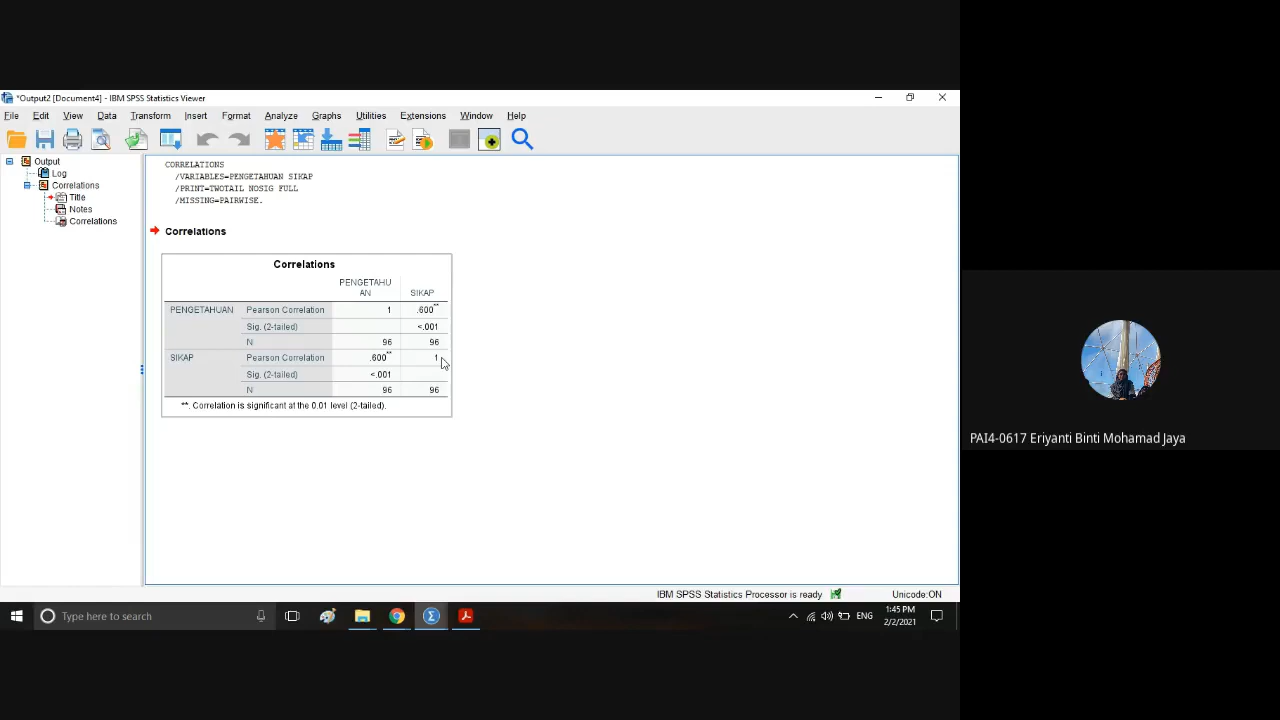 *Output2 [Document4] - IBM SPSS Statistics Viewer
File Edit View Data Transform Insert Format Analyze Graphs Utilities Extensions Window Help
Output
Log
Correlations
Title
Notes
Correlations
CORRELATIONS
/VARIABLES=PENGETAHUAN SIKAP
/PRINT=TWOTAIL NOSIG FULL
/MISSING=PAIRWISE.
Correlations
Correlations
PENGETAHU
AN SIKAP
PENGETAHUAN Pearson Correlation 1 .600**
Sig. (2-tailed) <.001
N 96 96
SIKAP Pearson Correlation .600** 1
Sig. (2-tailed) <.001
N 96 96
**. Correlation is significant at the 0.01 level (2-tailed).
PAI4-0617 Eriyanti Binti Mohamad Jaya
IBM SPSS Statistics Processor is ready Unicode:ON
Type here to search
ENG
1:45 PM
2/2/2021